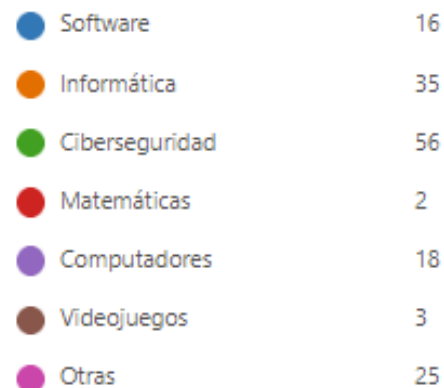 Software 16
Informática 35
Ciberseguridad 56
Matemáticas 2
Computadores 18
Videojuegos 3
Otras 25